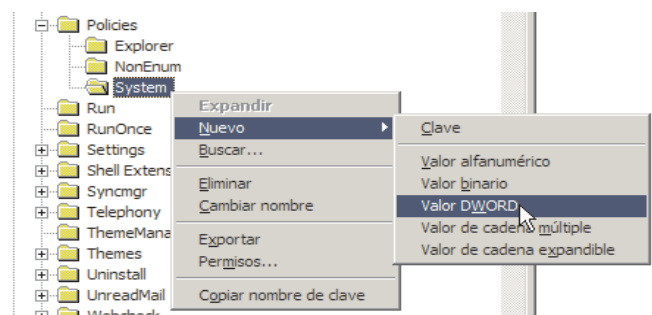 Policies
Explorer
NonEnum
System
Run
RunOnce
Settings
Shell Extens
Syncmgr
Telephony
ThemeMana
Themes
Uninstall
UnreadMail
Webcheck
Expandir
Nuevo
Buscar...
Eliminar
Cambiar nombre
Exportar
Permisos...
Copiar nombre de clave
Clave
Valor alfanumérico
Valor binario
Valor DWORD
Valor de cadena múltiple
Valor de cadena expandible